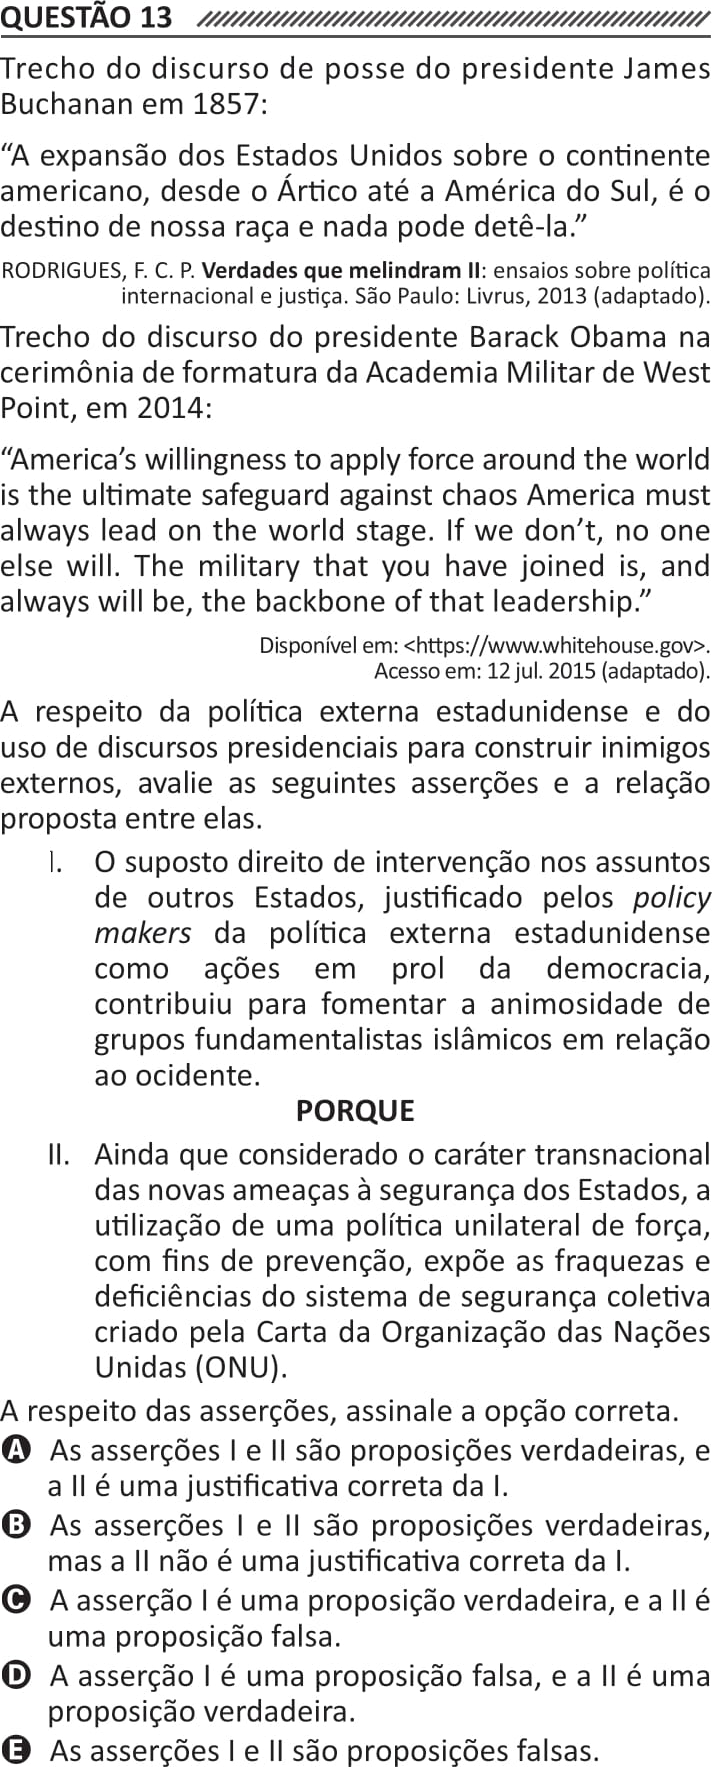 QUESTÃO 13
Trecho do discurso de posse do presidente James
Buchanan em 1857:
“A expansão dos Estados Unidos sobre o continente
americano, desde o Ártico até a América do Sul, é o
destino de nossa raça e nada pode detê-la.”
RODRIGUES, F. C. P. Verdades que melindram II: ensaios sobre política
internacional e justiça. São Paulo: Livrus, 2013 (adaptado).
Trecho do discurso do presidente Barack Obama na
cerimônia de formatura da Academia Militar de West
Point, em 2014:
“America’s willingness to apply force around the world
is the ultimate safeguard against chaos America must
always lead on the world stage. If we don’t, no one
else will. The military that you have joined is, and
always will be, the backbone of that leadership.”
Disponível em: <https://www.whitehouse.gov>.
Acesso em: 12 jul. 2015 (adaptado).
A respeito da política externa estadunidense e do
uso de discursos presidenciais para construir inimigos
externos, avalie as seguintes asserções e a relação
proposta entre elas.
I. O suposto direito de intervenção nos assuntos
de outros Estados, justificado pelos policy
makers da política externa estadunidense
como ações em prol da democracia,
contribuiu para fomentar a animosidade de
grupos fundamentalistas islâmicos em relação
ao ocidente.
PORQUE
II. Ainda que considerado o caráter transnacional
das novas ameaças à segurança dos Estados, a
utilização de uma política unilateral de força,
com fins de prevenção, expõe as fraquezas e
deficiências do sistema de segurança coletiva
criado pela Carta da Organização das Nações
Unidas (ONU).
A respeito das asserções, assinale a opção correta.
A As asserções I e II são proposições verdadeiras, e
a II é uma justificativa correta da I.
B As asserções I e II são proposições verdadeiras,
mas a II não é uma justificativa correta da I.
C A asserção I é uma proposição verdadeira, e a II é
uma proposição falsa.
D A asserção I é uma proposição falsa, e a II é uma
proposição verdadeira.
E As asserções I e II são proposições falsas.